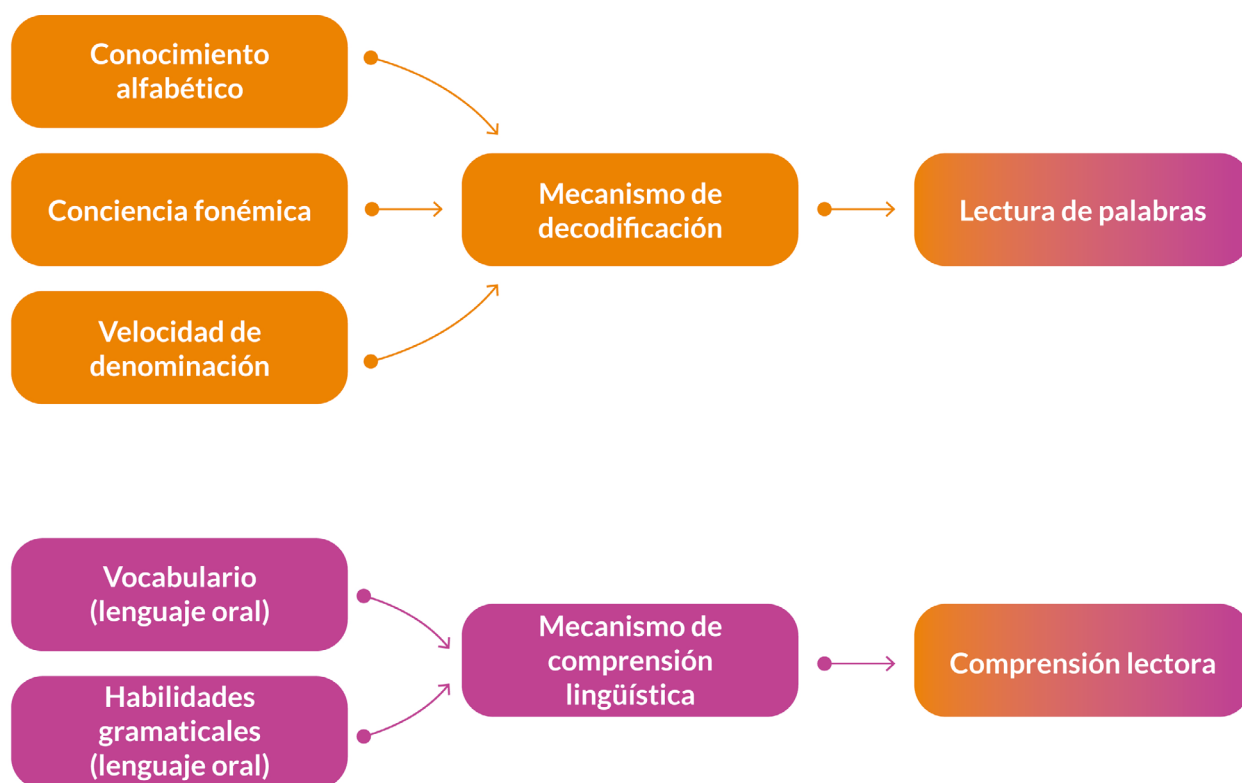 Conocimiento
alfabético
Conciencia fonémica
Velocidad de
denominación
Mecanismo de
decodificación
Lectura de palabras
Vocabulario
(lenguaje oral)
Habilidades
gramaticales
(lenguaje oral)
Mecanismo de
comprensión
lingüística
Comprensión lectora